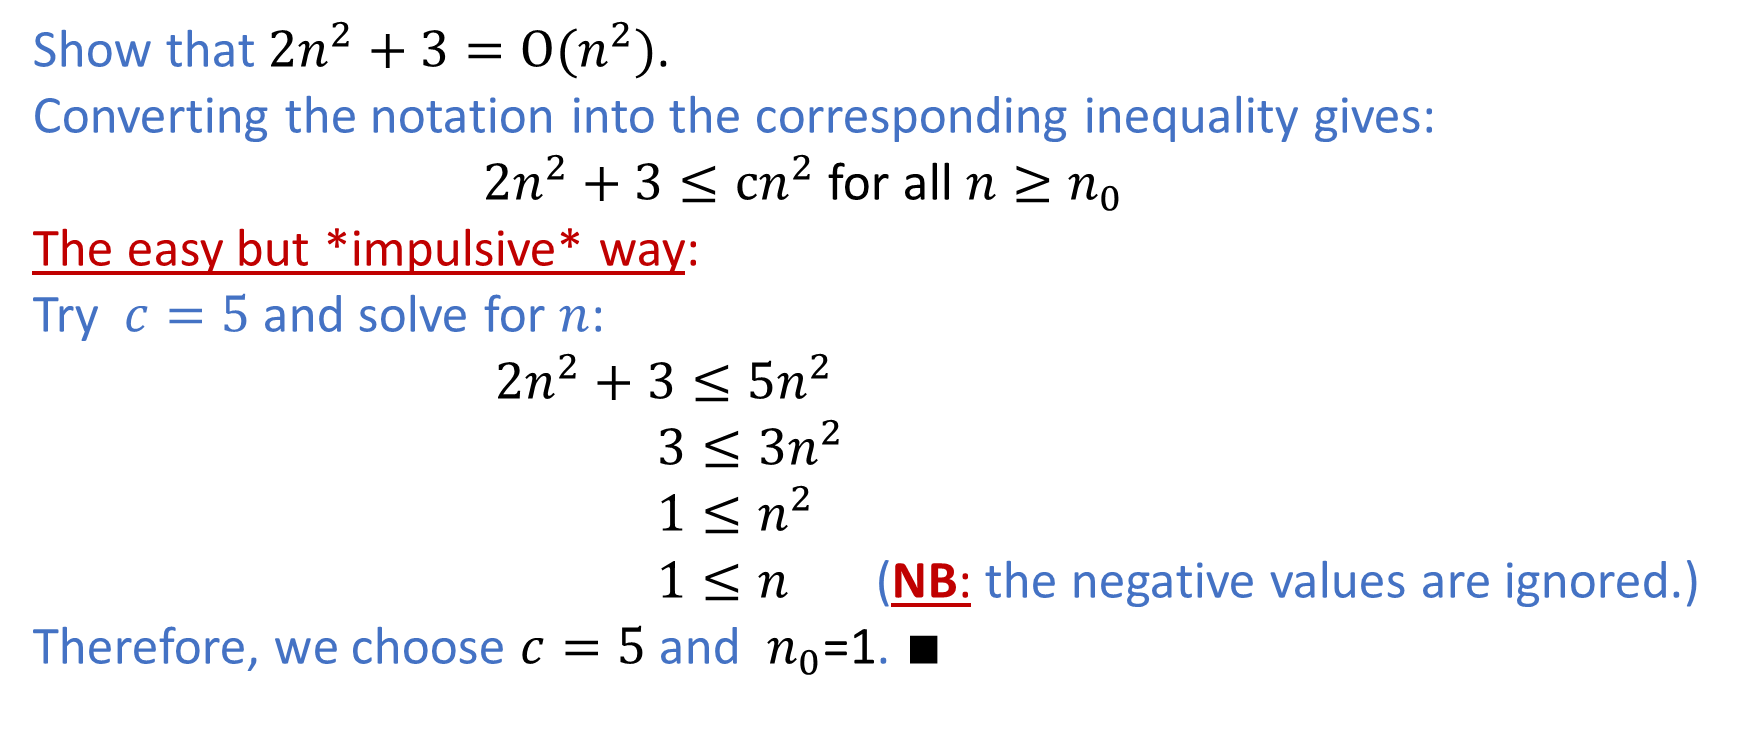 Show that 2n² + 3 = O(n²).
Converting the notation into the corresponding inequality gives:
2n² + 3 ≤ cn² for all n ≥ n₀
The easy but *impulsive* way:
Try c = 5 and solve for n:
2n² + 3 ≤ 5n²
3 ≤ 3n²
1 ≤ n²
1 ≤ n (NB: the negative values are ignored.)
Therefore, we choose c = 5 and n₀=1. ■